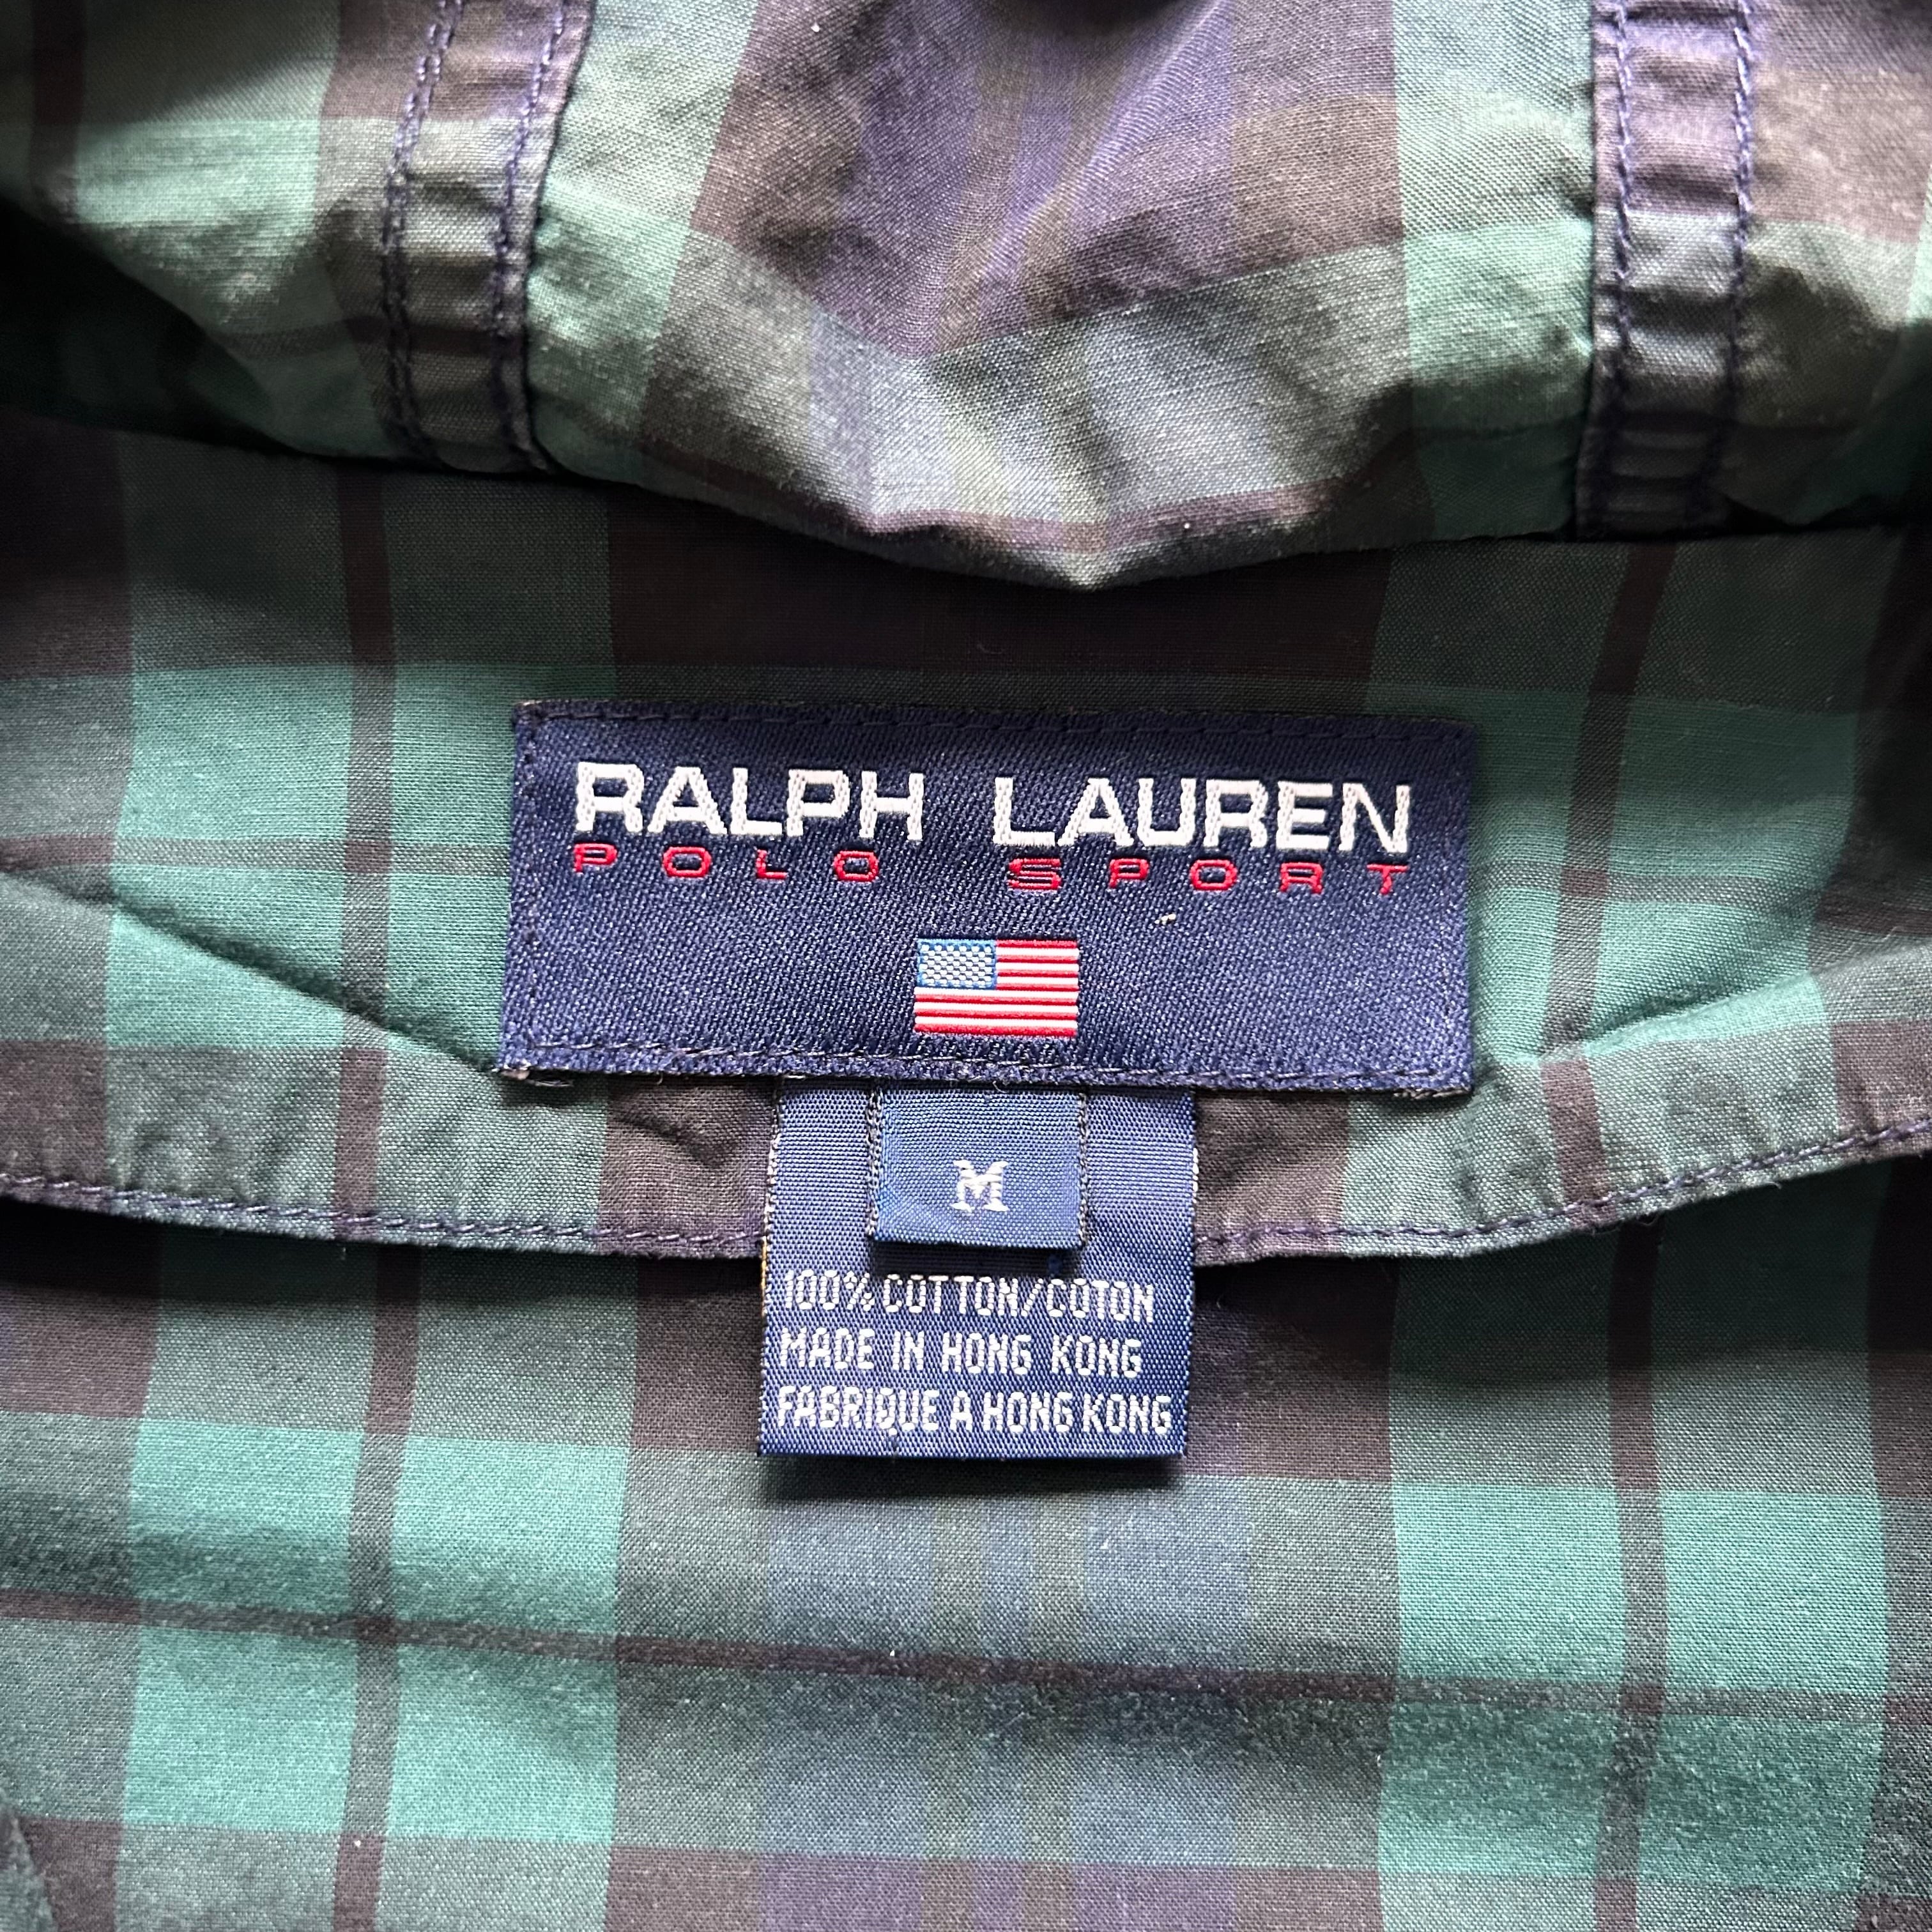 RALPH LAUREN
POLO SPORT
M
100% COTTON/COTON
MADE IN HONG KONG
FABRIQUE A HONG KONG